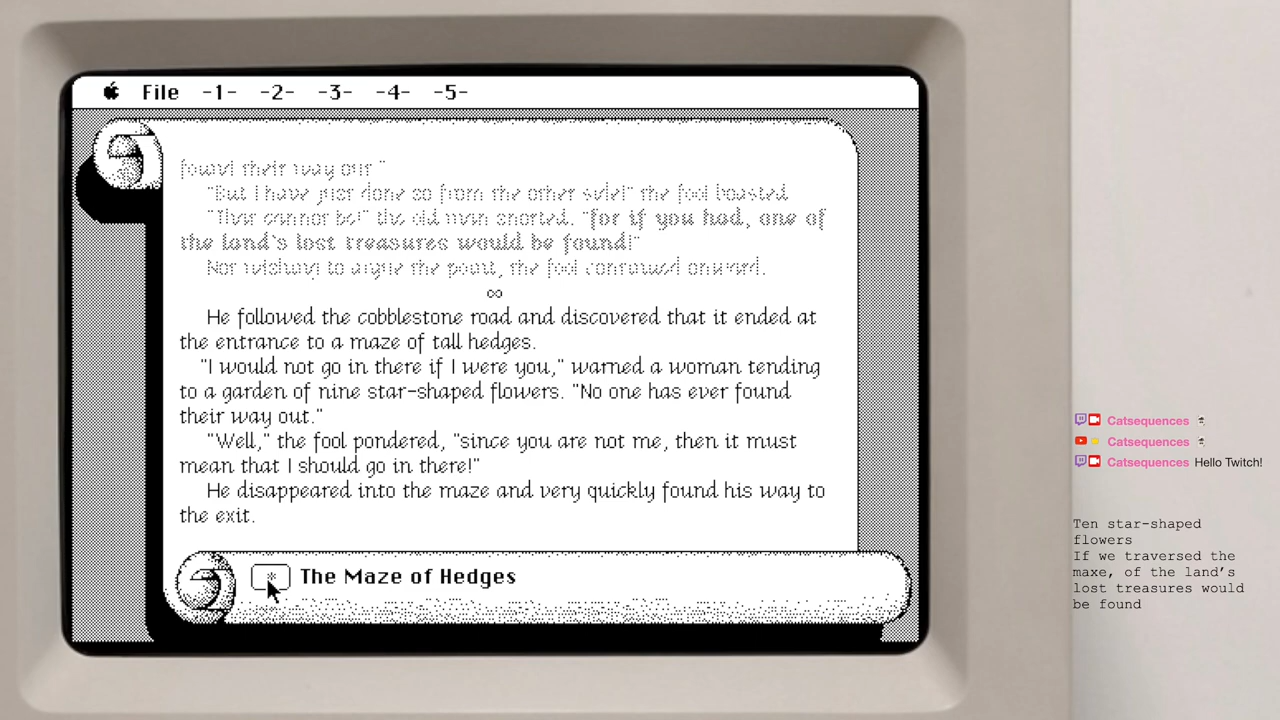 File -1- -2- -3- -4- -5-
found their way out."
"But I have just done so from the other side!" the fool boasted.
"That cannot be!" the old man snorted. "for if you had, one of
the land's lost treasures would be found!"
Not wishing to argue the point, the fool continued onward.
∞
He followed the cobblestone road and discovered that it ended at
the entrance to a maze of tall hedges.
"I would not go in there if I were you," warned a woman tending
to a garden of nine star-shaped flowers. "No one has ever found
their way out."
"Well," the fool pondered, "since you are not me, then it must
mean that I should go in there!"
He disappeared into the maze and very quickly found his way to
the exit.
* The Maze of Hedges
Catsequences
Catsequences
Catsequences Hello Twitch!
Ten star-shaped
flowers
If we traversed the
maxe, of the land's
lost treasures would
be found